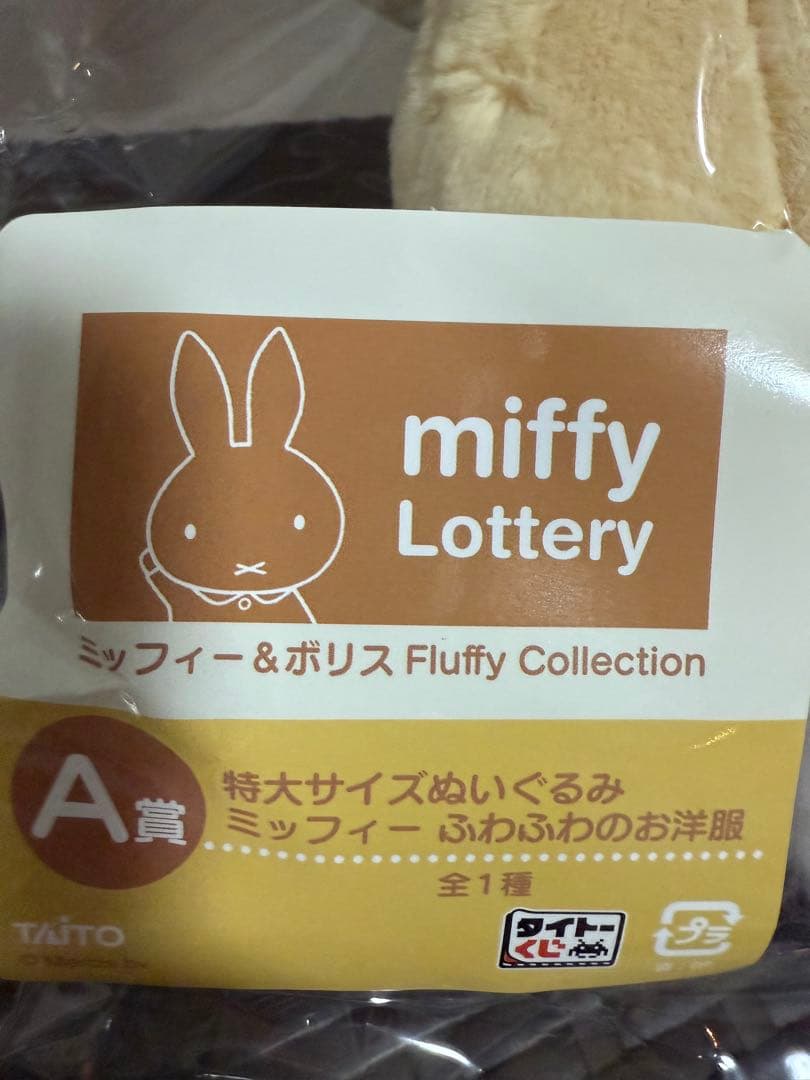 miffy
Lottery
ミッフィー&ボリス Fluffy Collection
A賞
特大サイズぬいぐるみ
ミッフィー ふわふわのお洋服
全1種
TAITO
タイトー
くじ
プラ